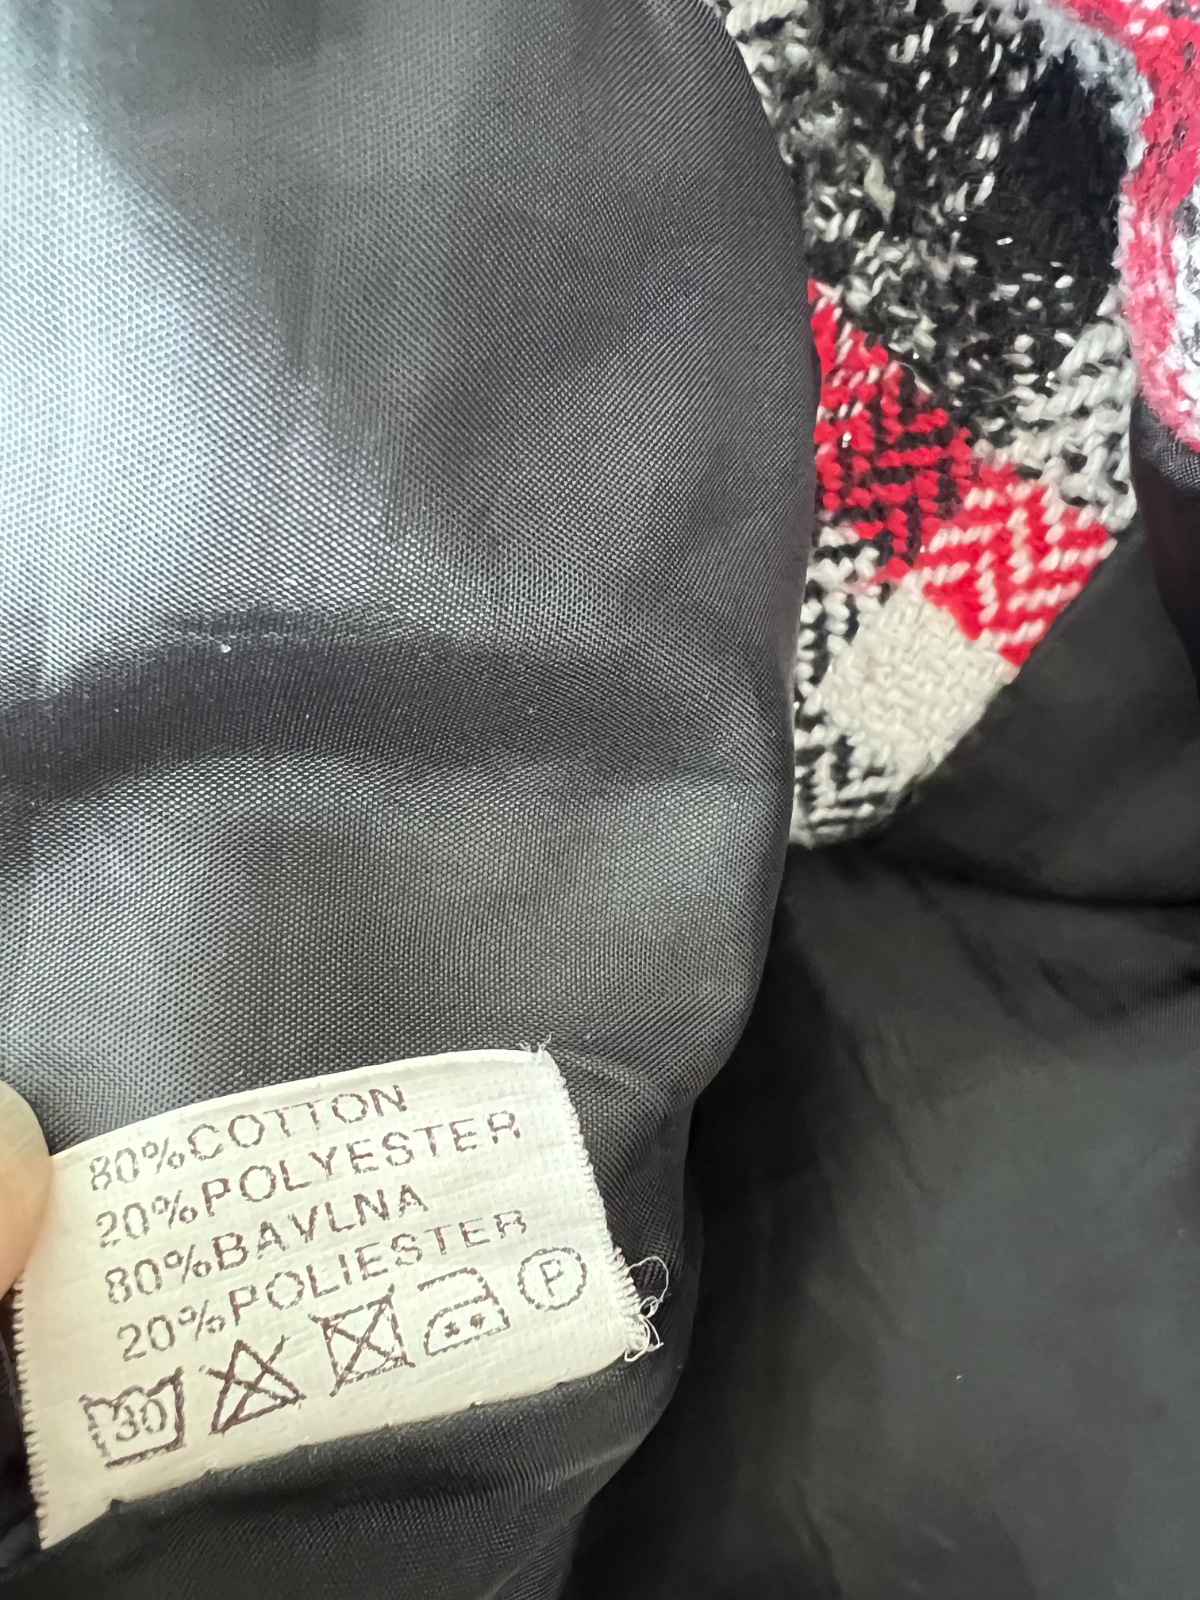 80%COTTON
20%POLYESTER
80%BAVLNA
20%POLIESTER
30 P